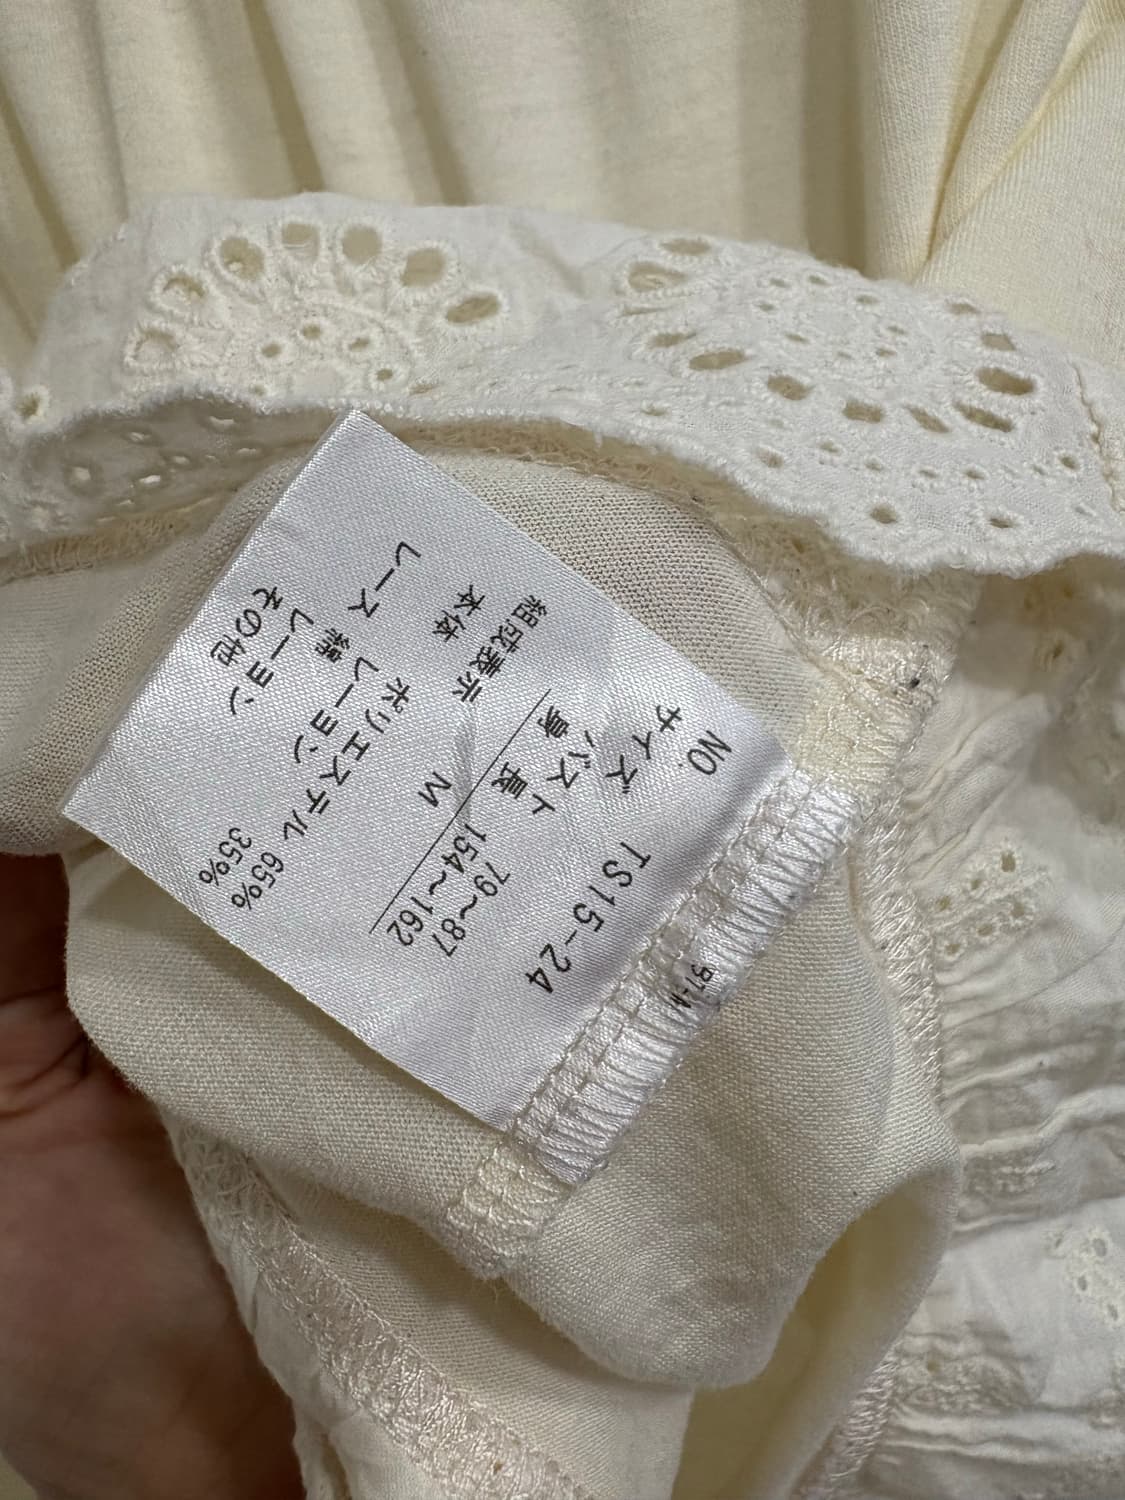 NO. TS15-24
サイズ
バスト 79~87
身長 154~162
M
組成表示
本体 ポリエステル 65%
レーヨン 35%
レース 綿
レーヨン
その他